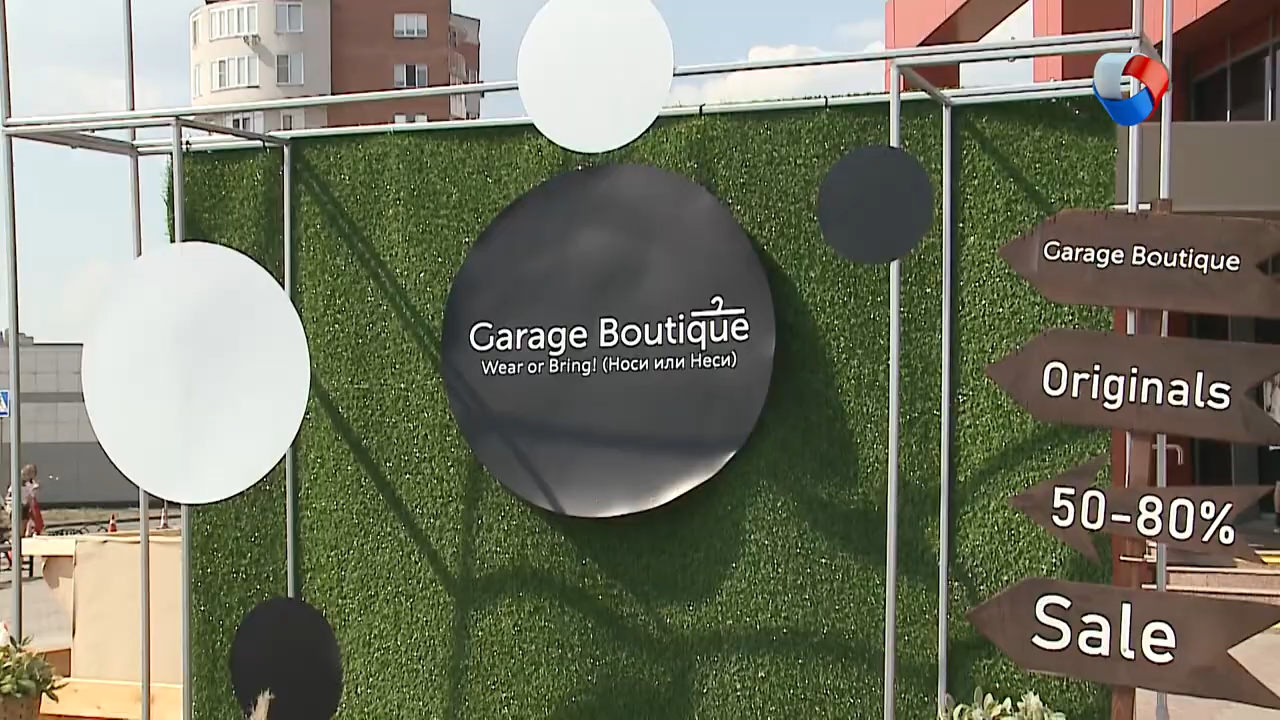 Garage Boutique
Wear or Bring! (Носи или Неси)
Garage Boutique
Originals
50-80%
Sale